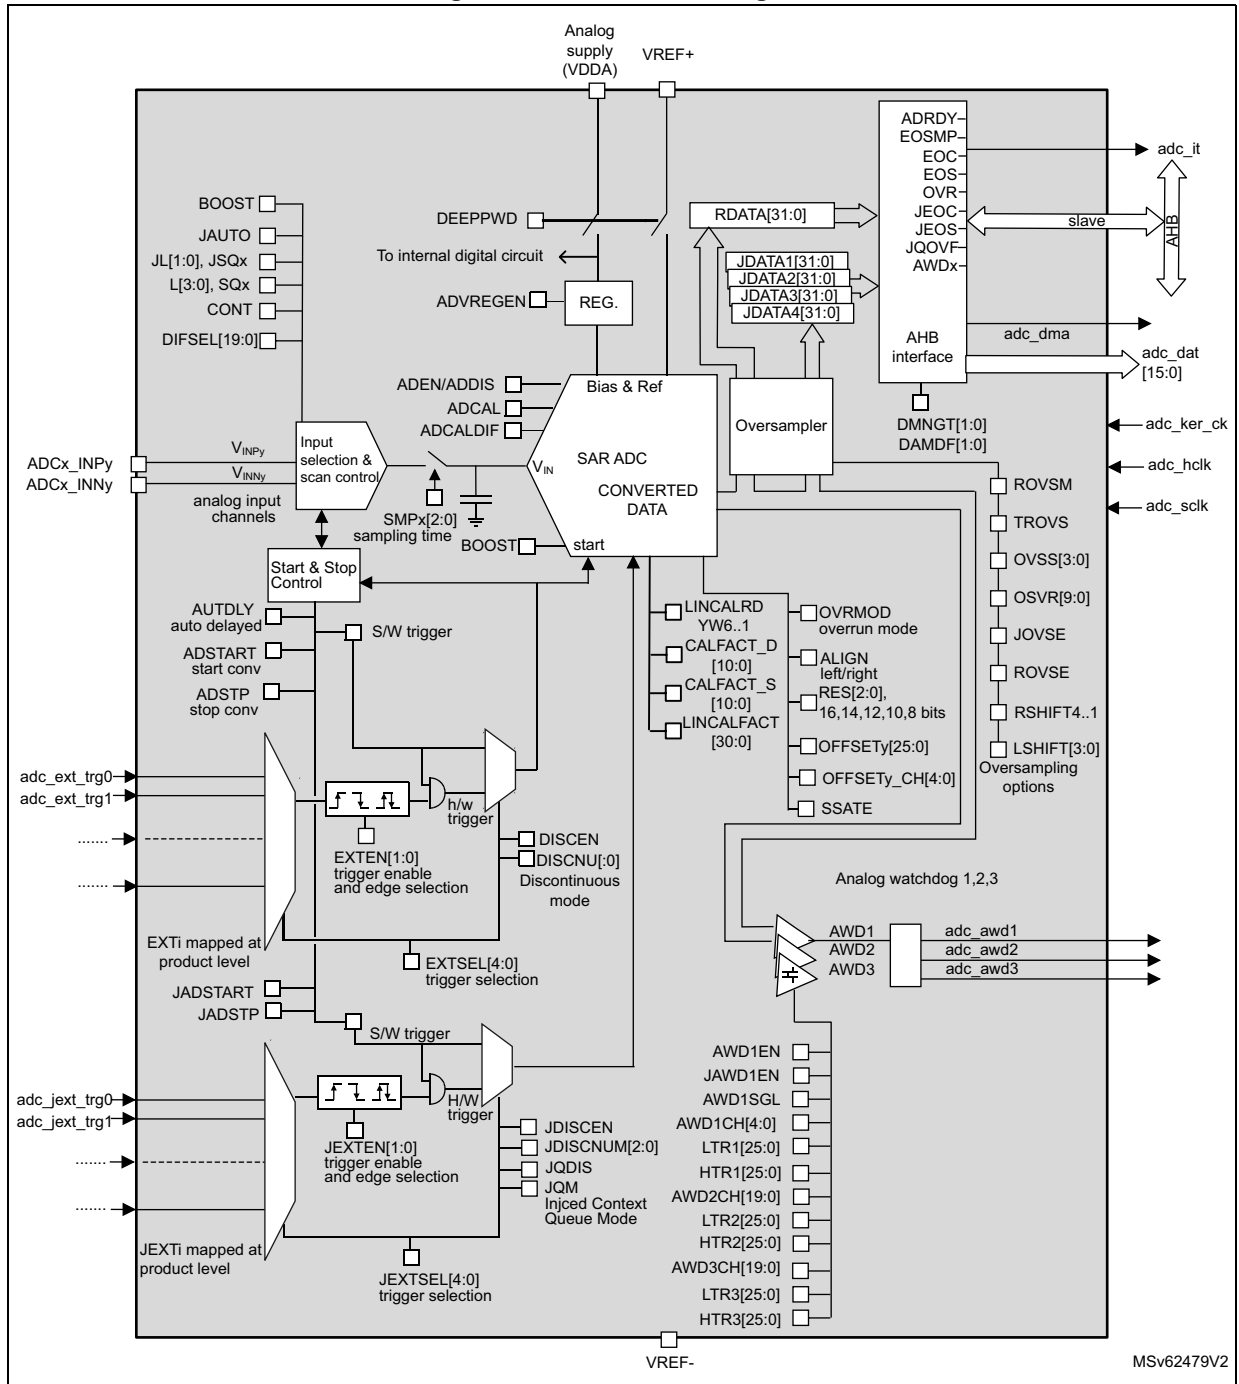 Analog
supply
(VDDA)
VREF+
ADRDY
EOSMP
EOC
EOS
OVR
JEOC
JEOS
JQOVF
AWDx
AHB
interface
adc_it
slave
AHB
adc_dma
adc_dat
[15:0]
BOOST
JAUTO
JL[1:0], JSQx
L[3:0], SQx
CONT
DIFSEL[19:0]
DEEPPWD
To internal digital circuit
ADVREGEN
REG.
RDATA[31:0]
JDATA1[31:0]
JDATA2[31:0]
JDATA3[31:0]
JDATA4[31:0]
ADEN/ADDIS
ADCAL
ADCALDIF
Bias & Ref
Oversampler
DMNGT[1:0]
DAMDF[1:0]
adc_ker_ck
adc_hclk
adc_sclk
ADCx_INPy
ADCx_INNy
VINPy
VINNy
analog input
channels
Input
selection &
scan control
SMPx[2:0]
sampling time
VIN
SAR ADC
CONVERTED
DATA
BOOST
start
ROVSM
TROVS
OVSS[3:0]
OSVR[9:0]
JOVSE
ROVSE
RSHIFT4..1
LSHIFT[3:0]
Oversampling
options
Start & Stop
Control
AUTDLY
auto delayed
S/W trigger
ADSTART
start conv
ADSTP
stop conv
LINCALRD
YW6..1
CALFACT_D
[10:0]
CALFACT_S
[10:0]
LINCALFACT
[30:0]
OVRMOD
overrun mode
ALIGN
left/right
RES[2:0],
16,14,12,10,8 bits
OFFSETy[25:0]
OFFSETy_CH[4:0]
SSATE
adc_ext_trg0
adc_ext_trg1
.......
.......
h/w
trigger
EXTEN[1:0]
trigger enable
and edge selection
DISCEN
DISCNU[:0]
Discontinuous
mode
EXTi mapped at
product level
EXTSEL[4:0]
trigger selection
Analog watchdog 1,2,3
AWD1
AWD2
AWD3
adc_awd1
adc_awd2
adc_awd3
JADSTART
JADSTP
S/W trigger
adc_jext_trg0
adc_jext_trg1
.......
.......
H/W
trigger
JEXTEN[1:0]
trigger enable
and edge selection
JDISCEN
JDISCNUM[2:0]
JQDIS
JQM
Injced Context
Queue Mode
JEXTi mapped at
product level
JEXTSEL[4:0]
trigger selection
AWD1EN
JAWD1EN
AWD1SGL
AWD1CH[4:0]
LTR1[25:0]
HTR1[25:0]
AWD2CH[19:0]
LTR2[25:0]
HTR2[25:0]
AWD3CH[19:0]
LTR3[25:0]
HTR3[25:0]
VREF-
MSv62479V2